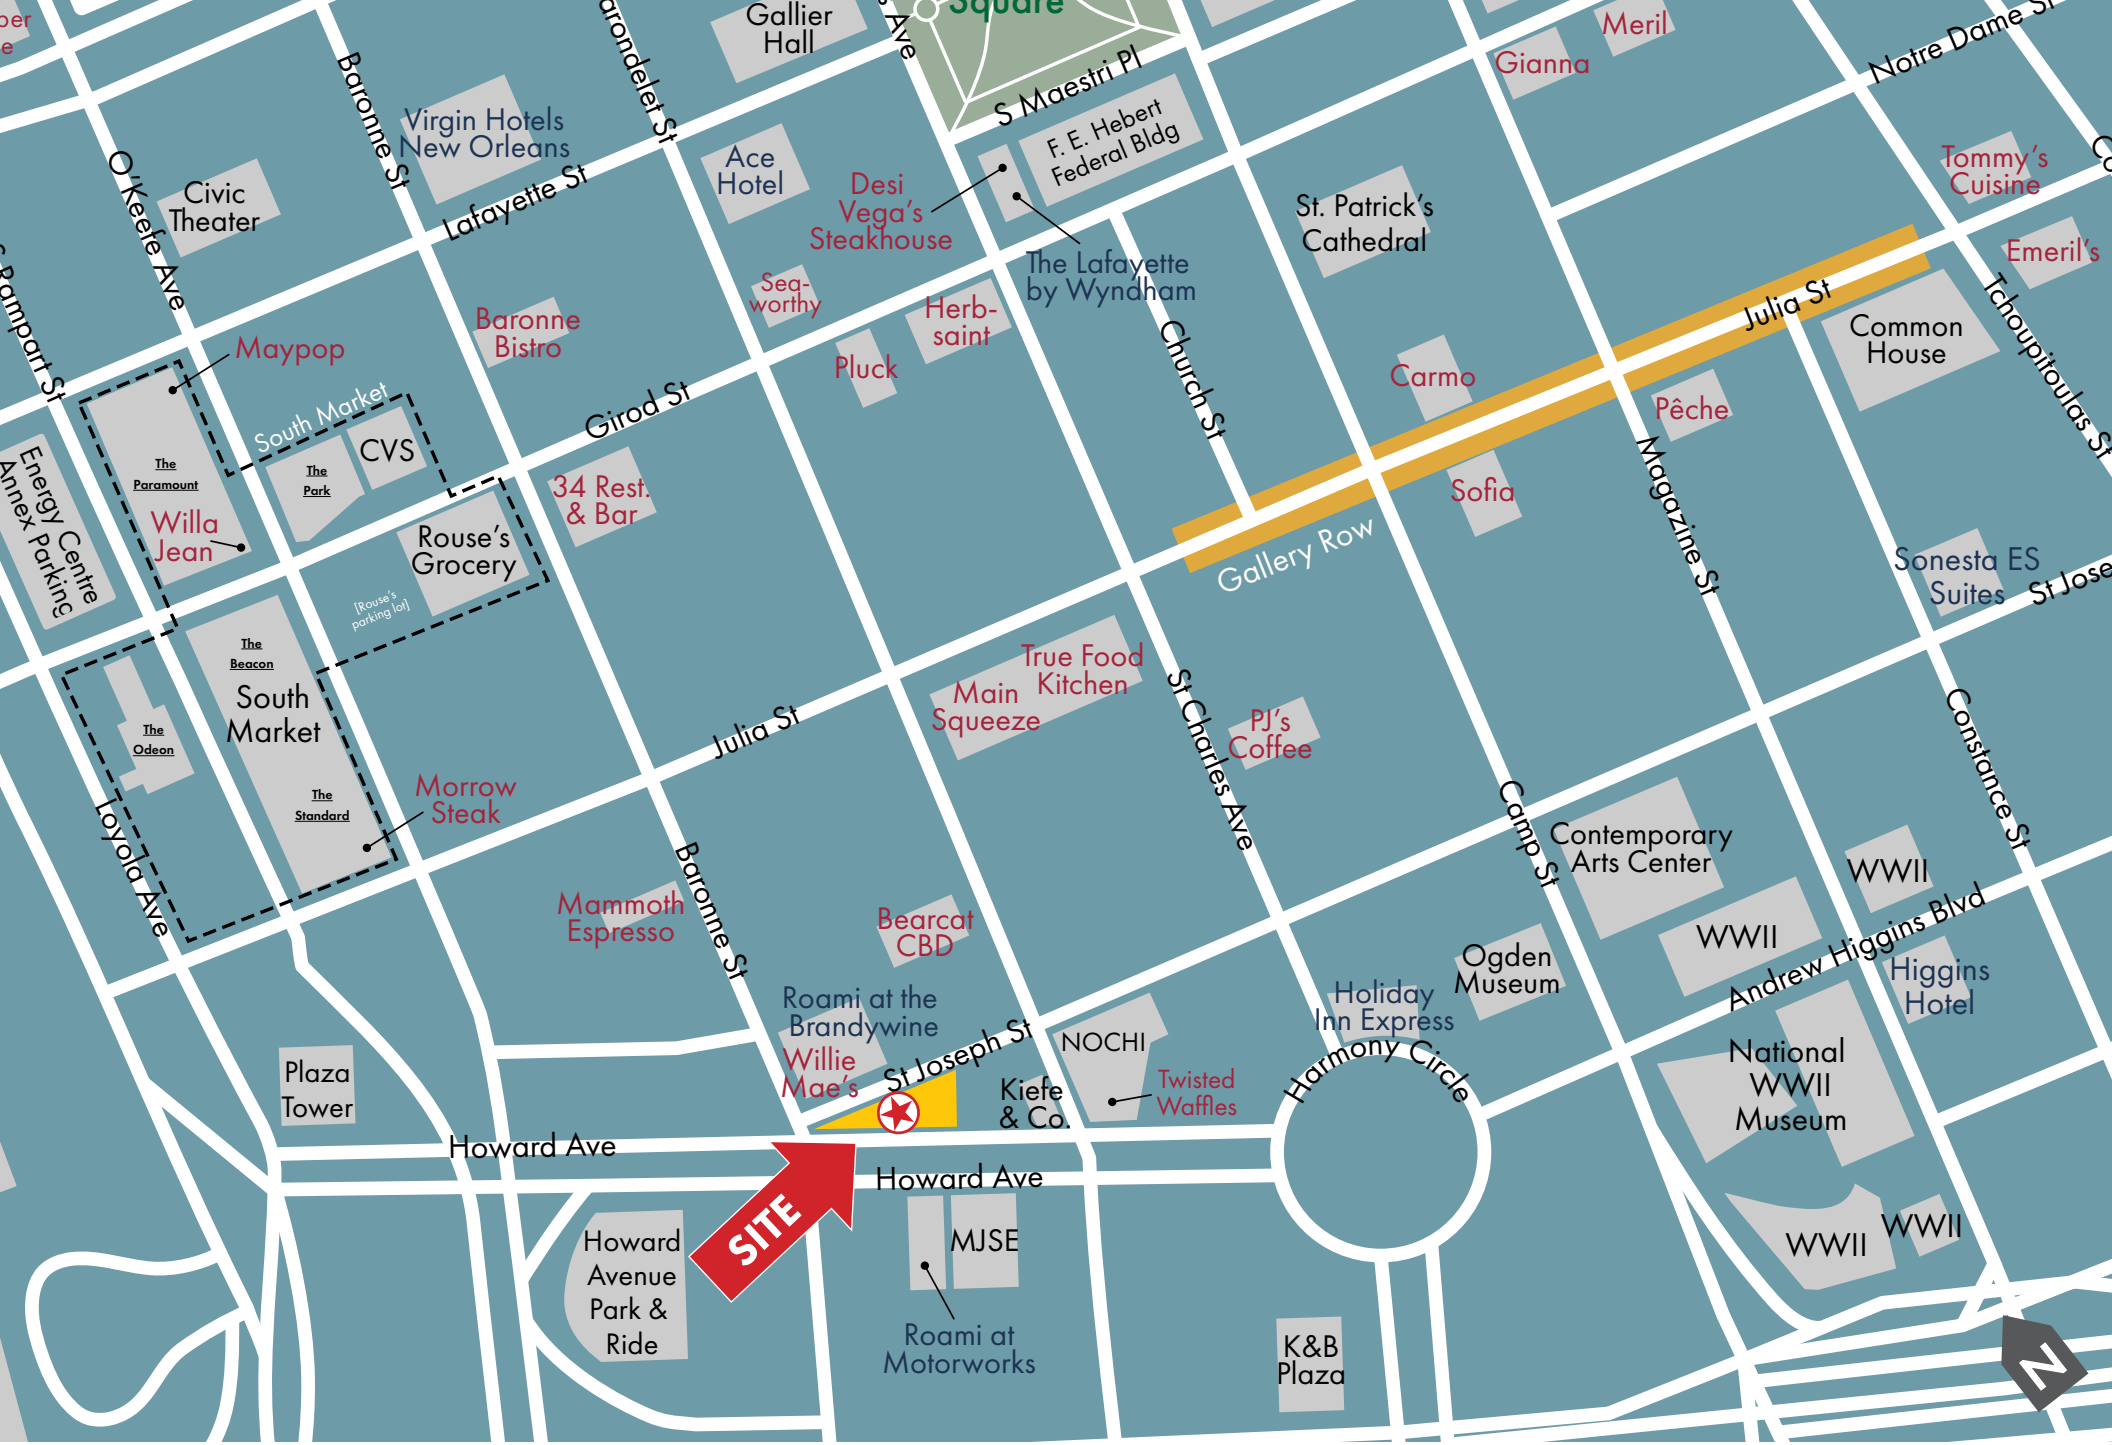 Square
Gallier
Hall
S Maestri Pl
F. E. Hebert
Federal Bldg
Gianna
Meril
Notre Dame St
Baronne St
Virgin Hotels
New Orleans
Lafayette St
O'Keefe Ave
Civic
Theater
Ace
Hotel
Desi
Vega's
Steakhouse
The Lafayette
by Wyndham
St. Patrick's
Cathedral
Tommy's
Cuisine
Emeril's
Julia St
Common
House
Tchoupitoulas St
S Rampart St
Maypop
Baronne
Bistro
Sea-
worthy
Herb-
saint
Pluck
Church St
Carmo
Pêche
South Market
CVS
Girod St
The
Paramount
The
Park
Willa
Jean
Energy Centre
Annex Parking
Rouse's
Grocery
[Rouse's
parking lot]
34 Rest.
& Bar
Gallery Row
Sofia
Magazine St
Sonesta ES
Suites
The
Beacon
South
Market
The
Odeon
The
Standard
Morrow
Steak
Julia St
Main
Squeeze
True Food
Kitchen
St Charles Ave
PJ's
Coffee
Camp St
Constance St
Contemporary
Arts Center
WWII
WWII
Andrew Higgins Blvd
Higgins
Hotel
Loyola Ave
Mammoth
Espresso
Baronne St
Bearcat
CBD
Roami at the
Brandywine
Willie
Mae's
St Joseph St
NOCHI
Kiefe
& Co.
Twisted
Waffles
Holiday
Inn Express
Harmony Circle
Ogden
Museum
National
WWII
Museum
Plaza
Tower
Howard Ave
Howard Ave
SITE
Howard
Avenue
Park &
Ride
MJSE
Roami at
Motorworks
K&B
Plaza
WWII
WWII
N